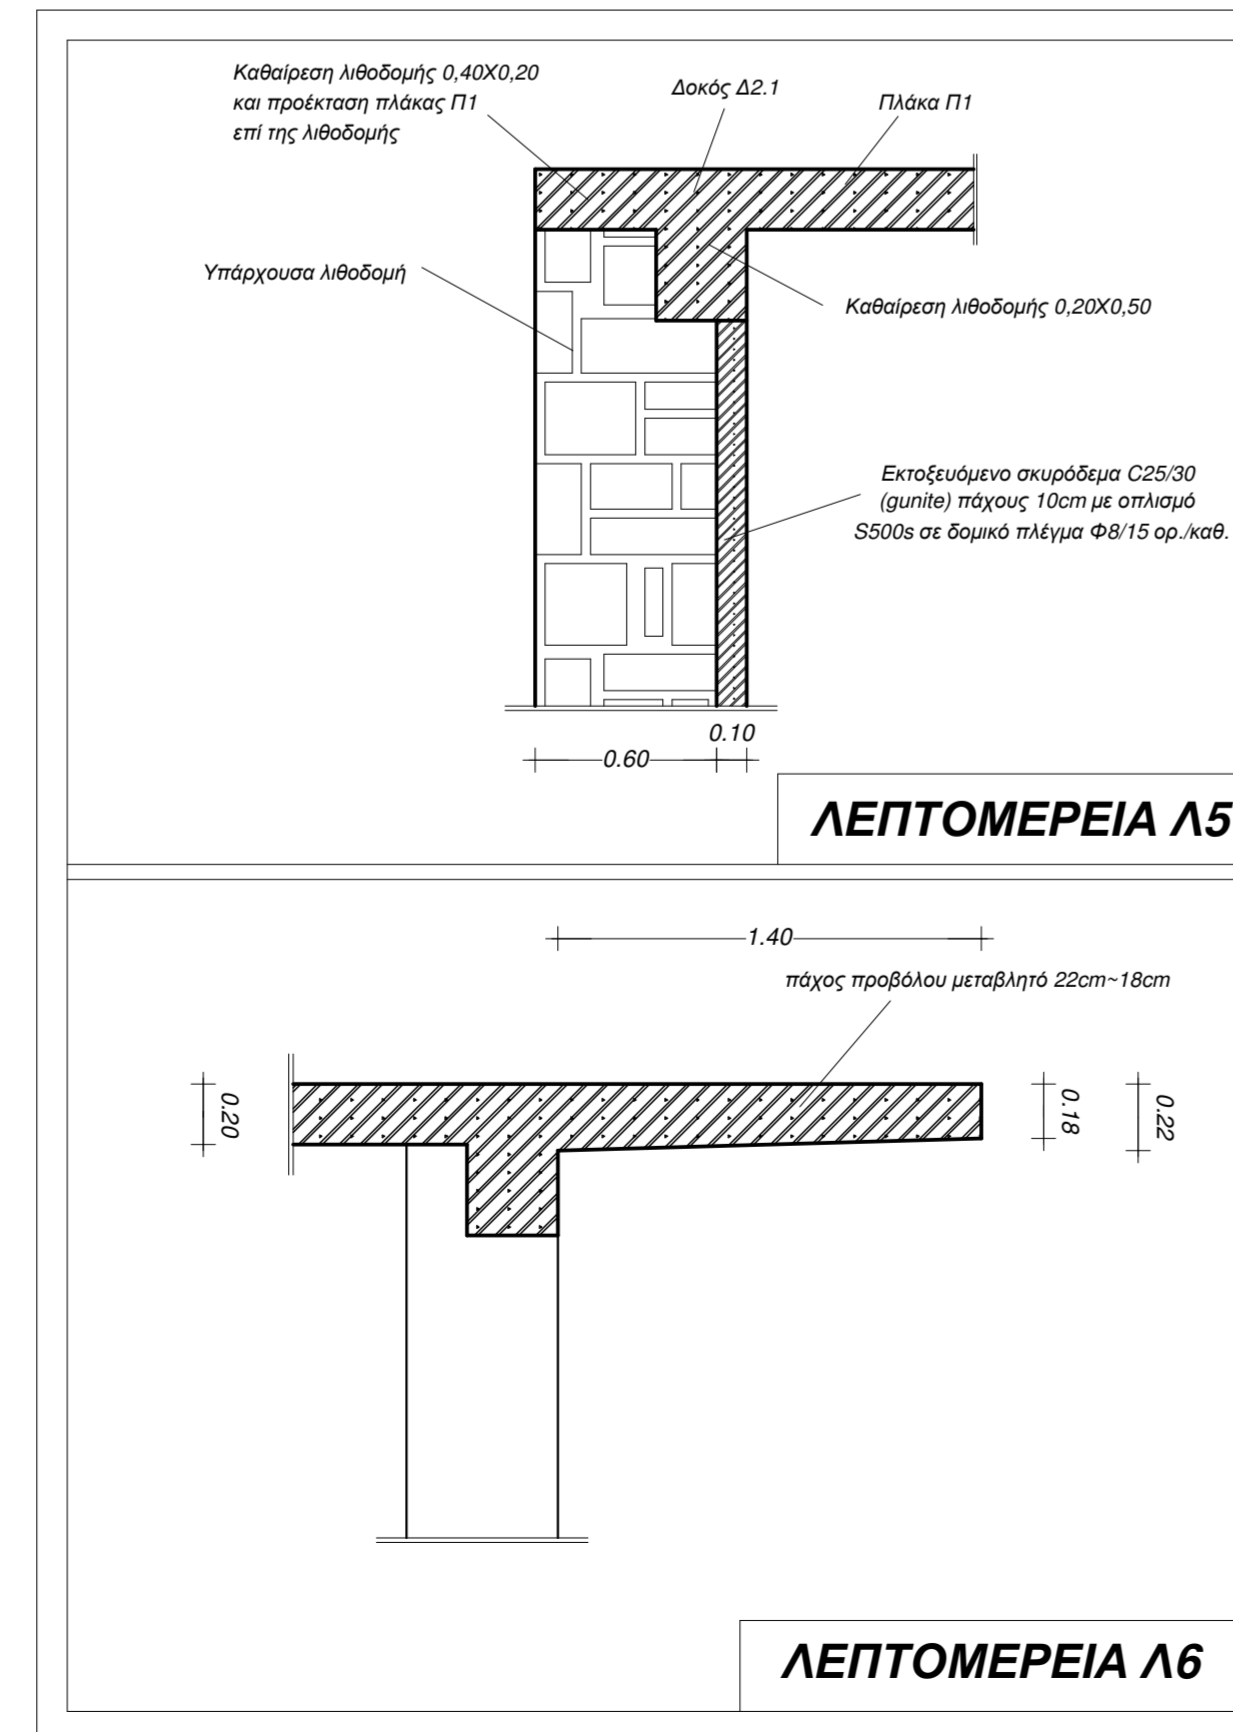 Καθαίρεση λιθοδομής 0,40Χ0,20
και προέκταση πλάκας Π1
επί της λιθοδομής
Δοκός Δ2.1
Πλάκα Π1
Υπάρχουσα λιθοδομή
Καθαίρεση λιθοδομής 0,20Χ0,50
Εκτοξευόμενο σκυρόδεμα C25/30
(gunite) πάχους 10cm με οπλισμό
S500s σε δομικό πλέγμα Φ8/15 ορ./καθ.
0.10
0.60
ΛΕΠΤΟΜΕΡΕΙΑ Λ5
1.40
πάχος προβόλου μεταβλητό 22cm~18cm
0.20
0.18
0.22
ΛΕΠΤΟΜΕΡΕΙΑ Λ6